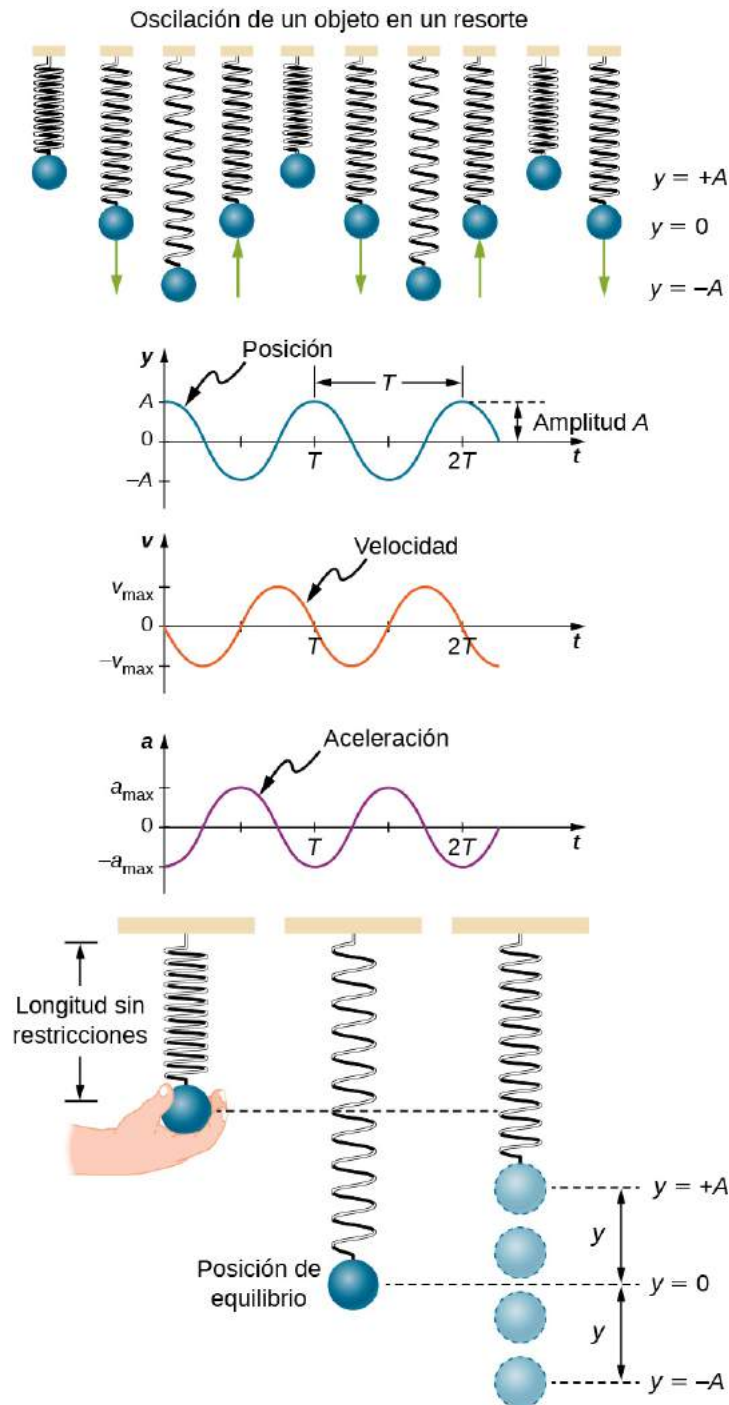 Oscilación de un objeto en un resorte
y = +A
y = 0
y = –A
y
Posición
T
A
0
–A
Amplitud A
T
2T
t
v
Velocidad
vmax
0
–vmax
T
2T
t
a
Aceleración
amax
0
–amax
T
2T
t
Longitud sin
restricciones
y = +A
y
Posición de
equilibrio
y = 0
y
y = –A